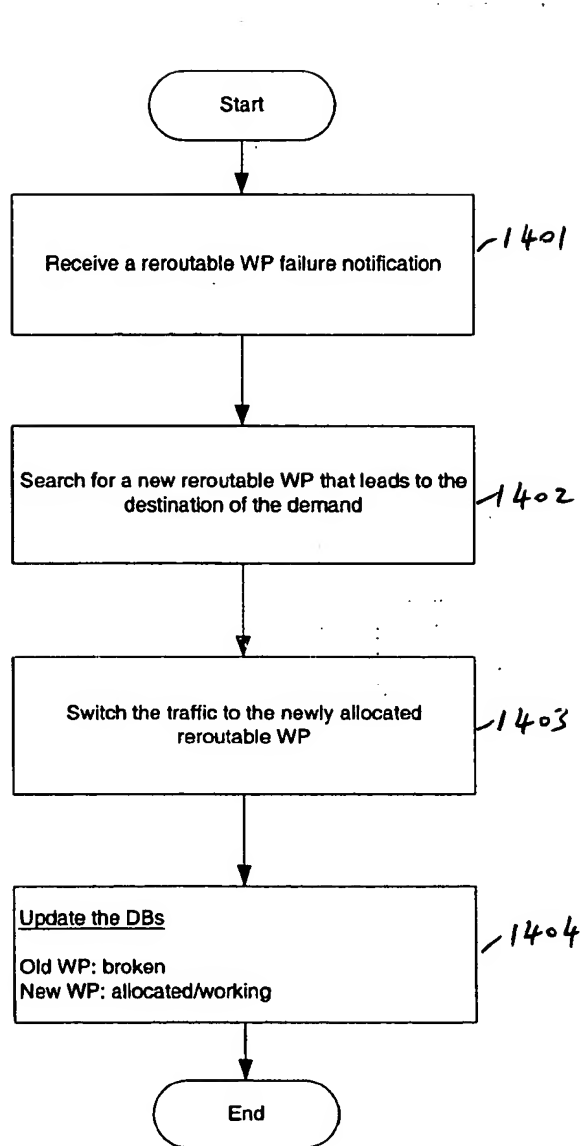 Start
Receive a reroutable WP failure notification
1401
Search for a new reroutable WP that leads to the
destination of the demand
1402
Switch the traffic to the newly allocated
reroutable WP
1403
Update the DBs
Old WP: broken
New WP: allocated/working
1404
End